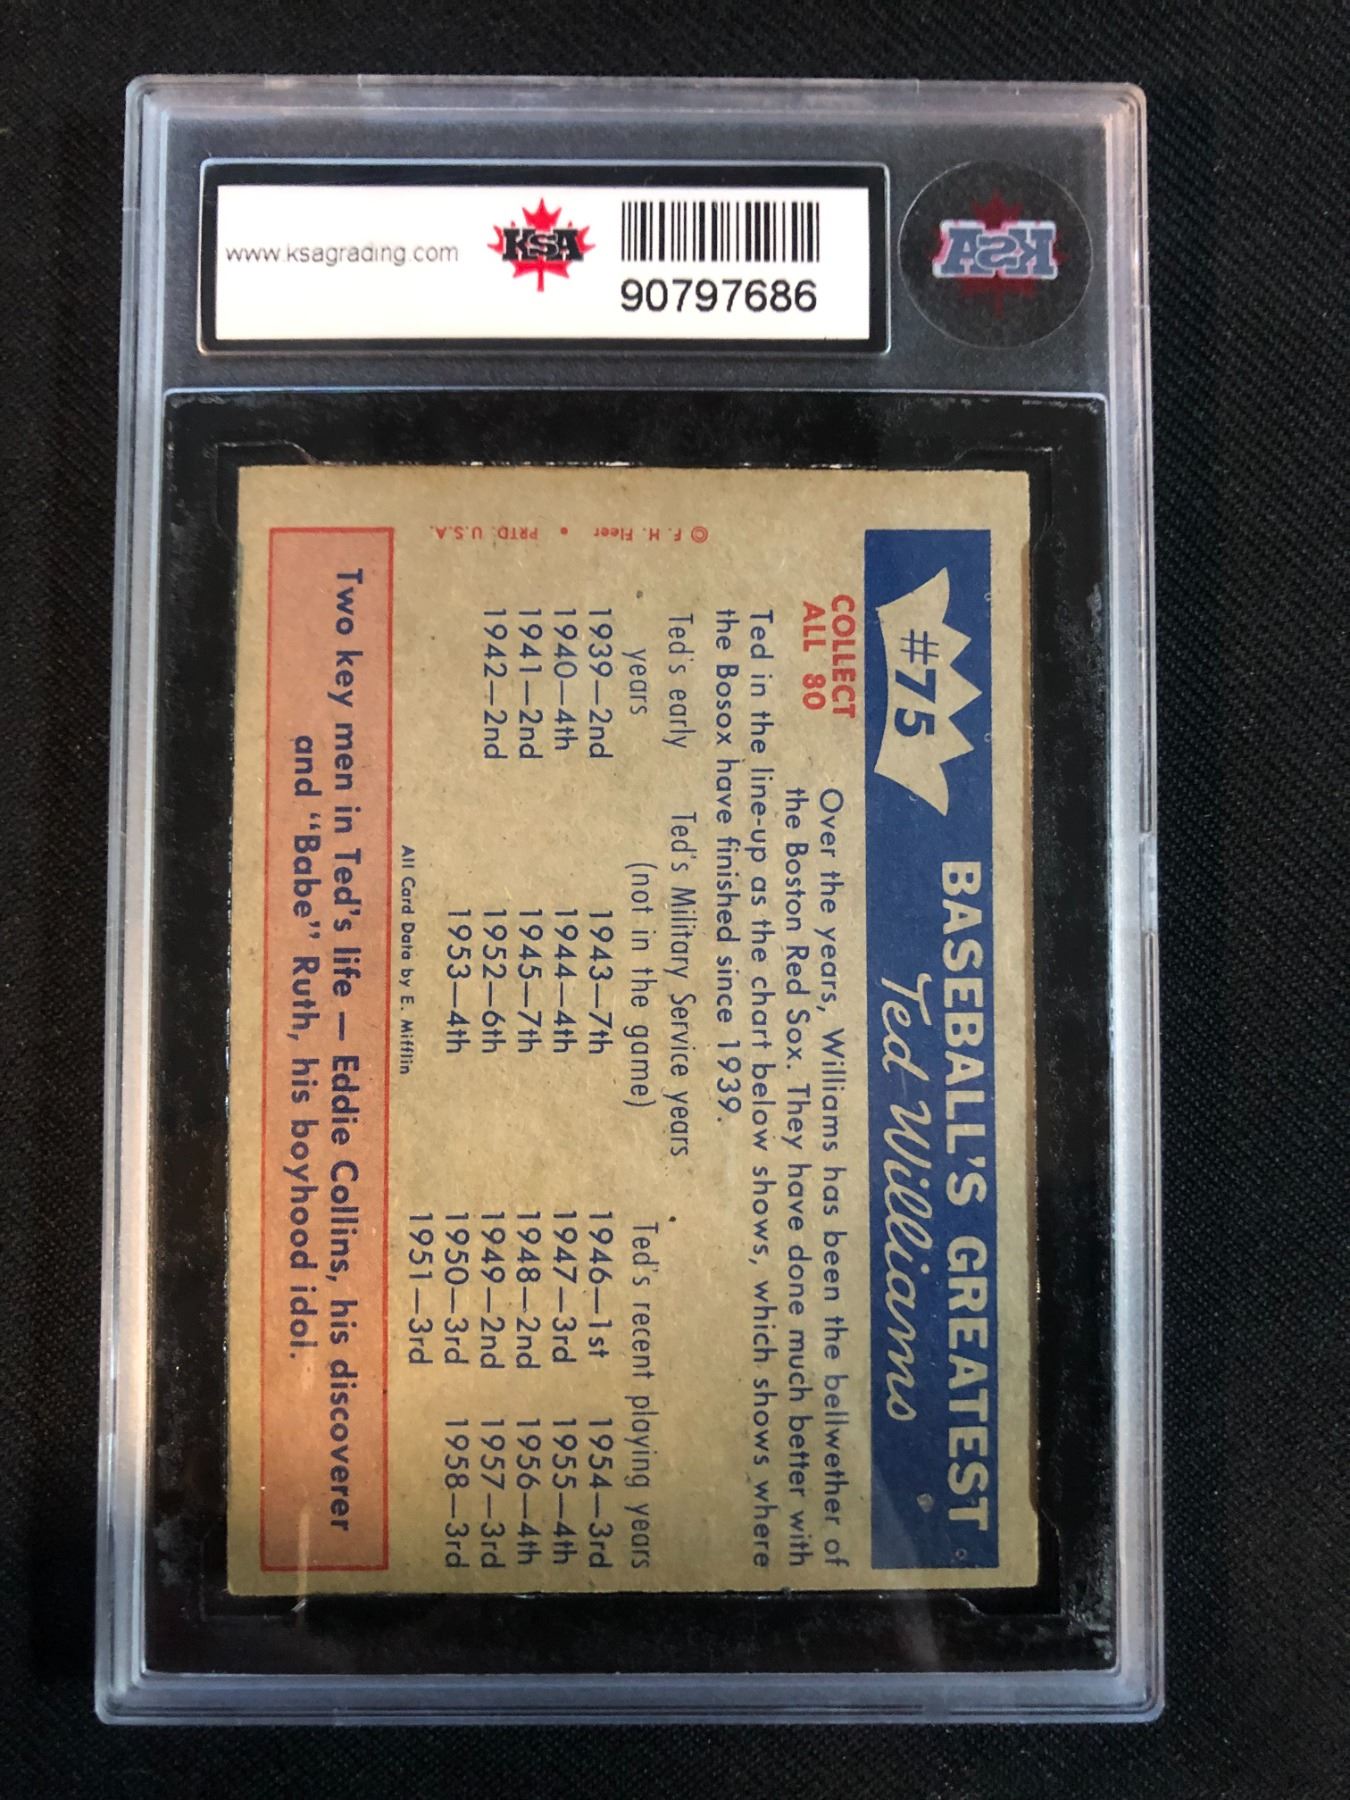 www.ksagrading.com
KSA
90797686
KSA
#75
BASEBALL'S GREATEST
Ted Williams
COLLECT
ALL 80
Over the years, Williams has been the bellwether of
the Boston Red Sox. They have done much better with
Ted in the line-up as the chart below shows, which shows where
the Bosox have finished since 1939.
Ted's early
years
1939—2nd
1940—4th
1941—2nd
1942—2nd
Ted's Military Service years
(not in the game)
1943—7th
1944—4th
1945—7th
1952—6th
1953—4th
Ted's recent playing years
1946—1st
1947—3rd
1948—2nd
1949—2nd
1950—3rd
1951—3rd
1954—3rd
1955—4th
1956—4th
1957—3rd
1958—3rd
All Card Data by E. Mifflin
© F. H. Fleer • PRTD. U.S.A.
Two key men in Ted's life — Eddie Collins, his discoverer
and "Babe" Ruth, his boyhood idol.